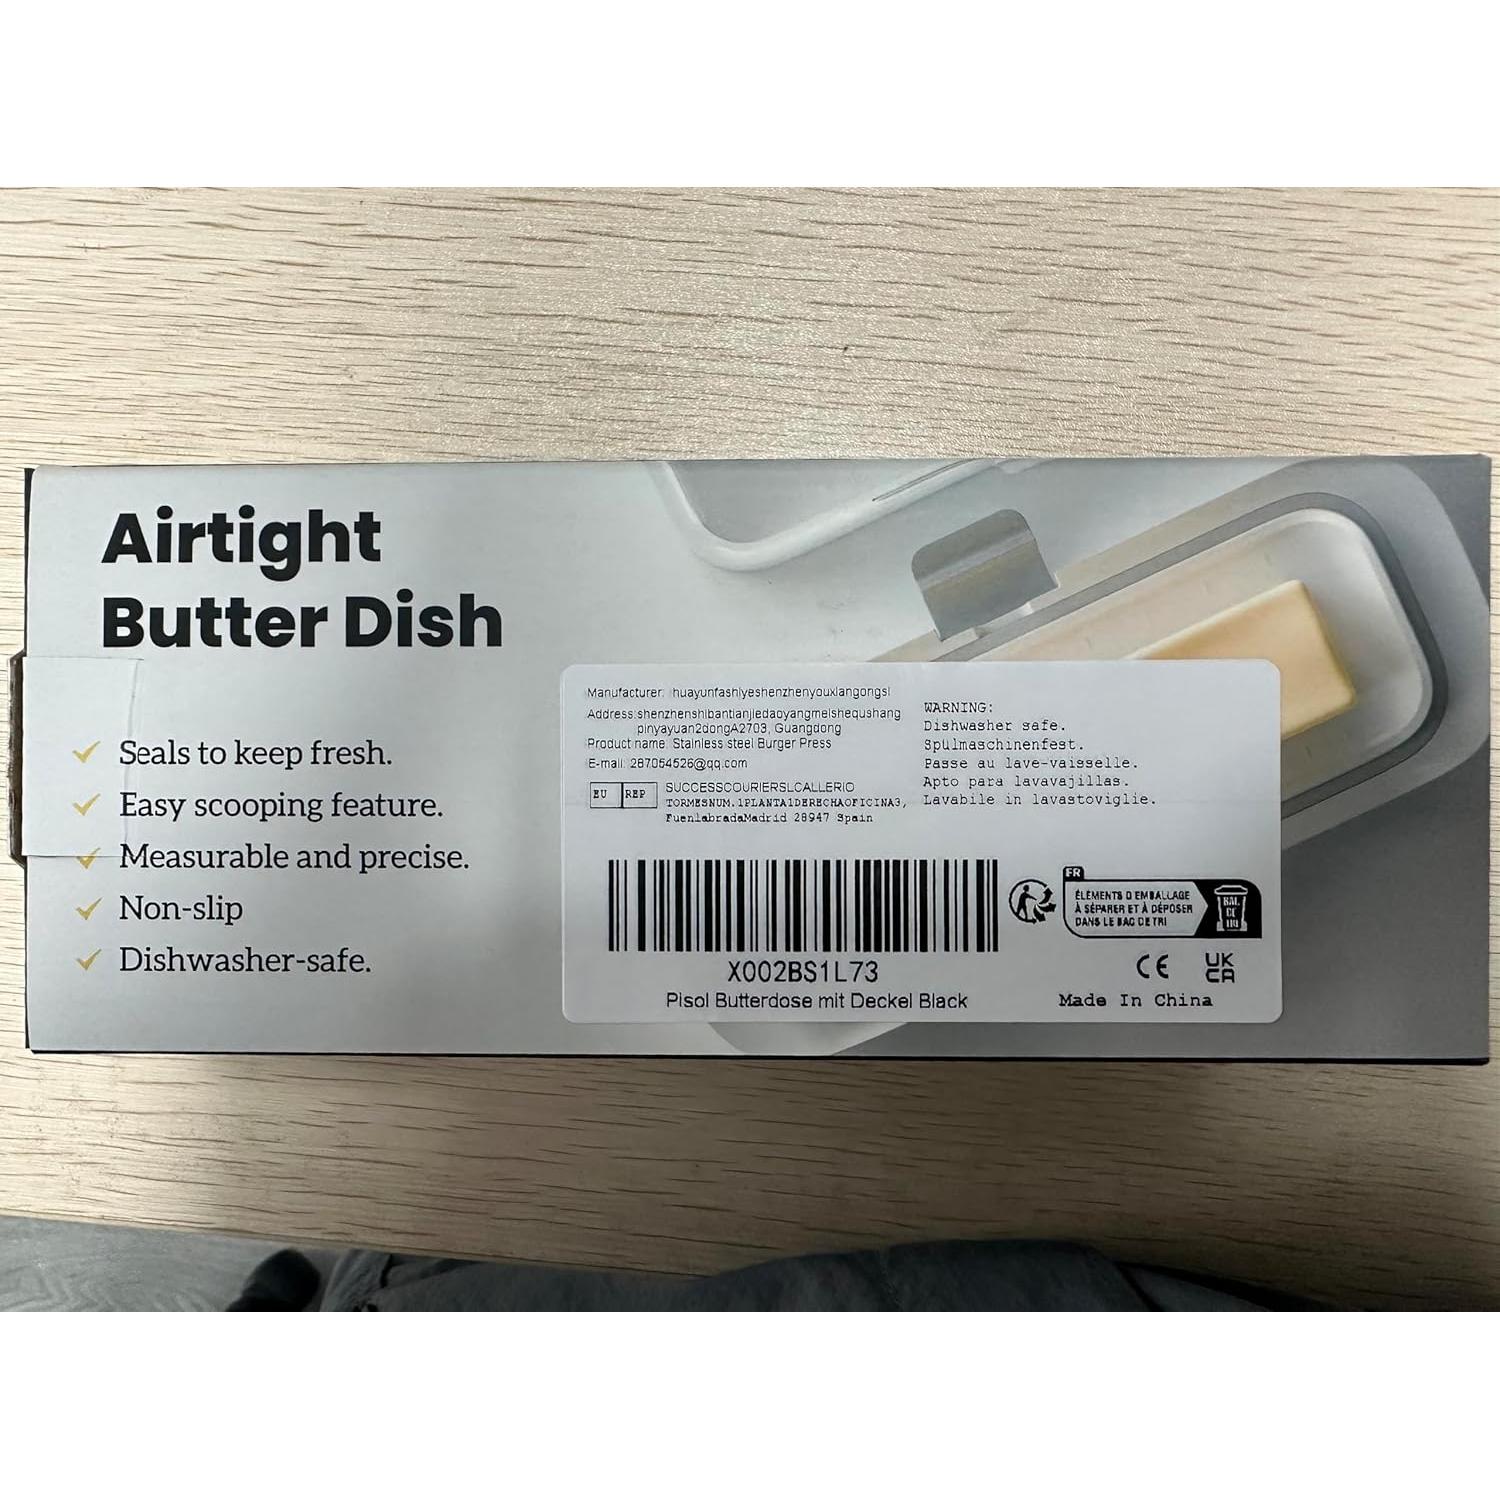 Airtight
Butter Dish
Seals to keep fresh.
Easy scooping feature.
Measurable and precise.
Non-slip
Dishwasher-safe.
Manufacturer: huayunfashiyeshenzhenyouxiangongsi
Address:shenzhenshibantianjiedaoyangmeishequshang
pinyayuan2dongA2703, Guangdong
Product name: Stainless steel Burger Press
E-mail: 287054526@qq.com
EU REP
SUCCESSCOURIERSLCALLERIO
TORMESNUM.1PLANTA1DERECHAOFICINA3,
FuenlabradaMadrid 28947 Spain
WARNING:
Dishwasher safe.
Spülmaschinenfest.
Passe au lave-vaisselle.
Apto para lavavajillas.
Lavabile in lavastoviglie.
X002BS1L73
Pisol Butterdose mit Deckel Black
FR
ÉLÉMENTS D EMBALLAGE
À SÉPARER ET À DÉPOSER
DANS LE BAC DE TRI
BAC
DE
TRI
CE
UK
CA
Made In China